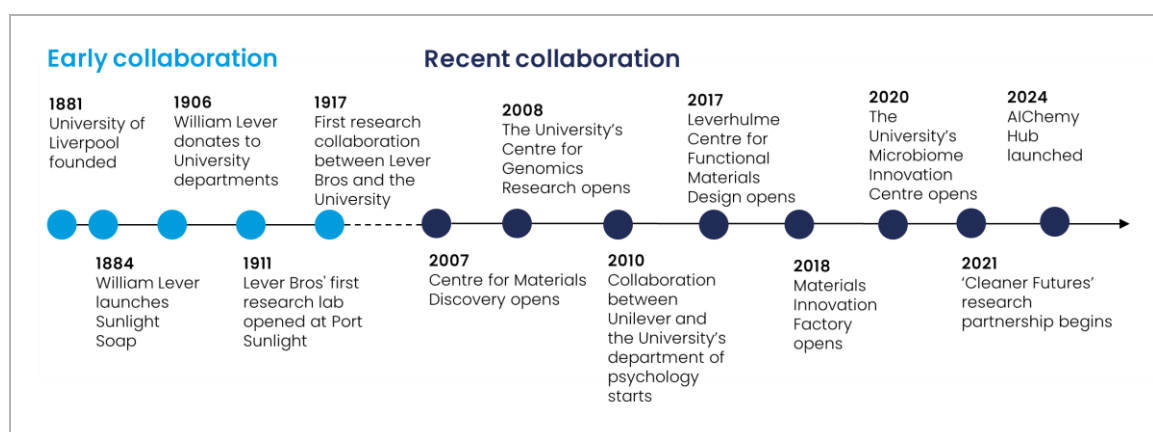 Early collaboration
Recent collaboration
1881
University of
Liverpool
founded
1906
William Lever
donates to
University
departments
1917
First research
collaboration
between Lever
Bros and the
University
2008
The University’s
Centre for
Genomics
Research opens
2017
Leverhulme
Centre for
Functional
Materials
Design opens
2020
The
University’s
Microbiome
Innovation
Centre opens
2024
AIChemy
Hub
launched
1884
William Lever
launches
Sunlight
Soap
1911
Lever Bros' first
research lab
opened at Port
Sunlight
2007
Centre for Materials
Discovery opens
2010
Collaboration
between
Unilever and
the University’s
department of
psychology
starts
2018
Materials
Innovation
Factory
opens
2021
‘Cleaner Futures’
research
partnership begins